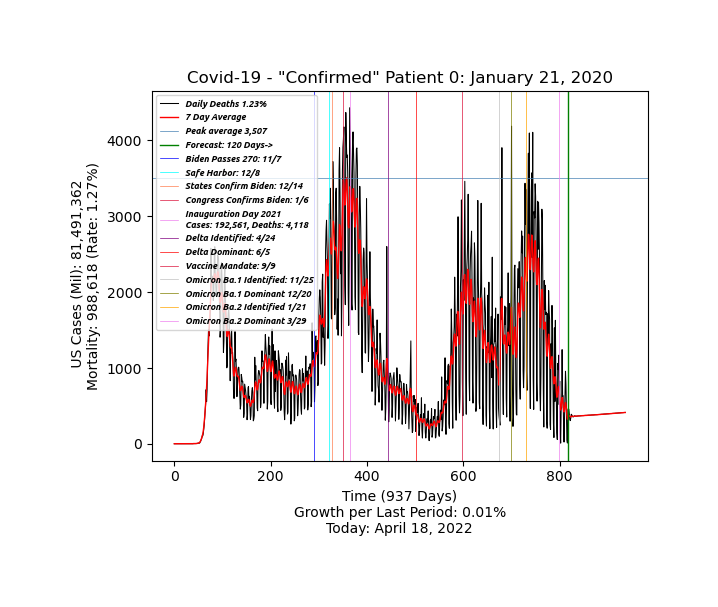 Covid-19 - "Confirmed" Patient 0: January 21, 2020
Daily Deaths 1.23%
7 Day Average
Peak average 3,507
Forecast: 120 Days->
Biden Passes 270: 11/7
Safe Harbor: 12/8
States Confirm Biden: 12/14
Congress Confirms Biden: 1/6
Inauguration Day 2021
Cases: 192,561, Deaths: 4,118
Delta Identified: 4/24
Delta Dominant: 6/5
Vaccine Mandate: 9/9
Omicron Ba.1 Identified: 11/25
Omicron Ba.1 Dominant 12/20
Omicron Ba.2 Identified 1/21
Omicron Ba.2 Dominant 3/29
US Cases (Mil): 81,491,362
Mortality: 988,618 (Rate: 1.27%)
4000
3000
2000
1000
0
0 200 400 600 800
Time (937 Days)
Growth per Last Period: 0.01%
Today: April 18, 2022